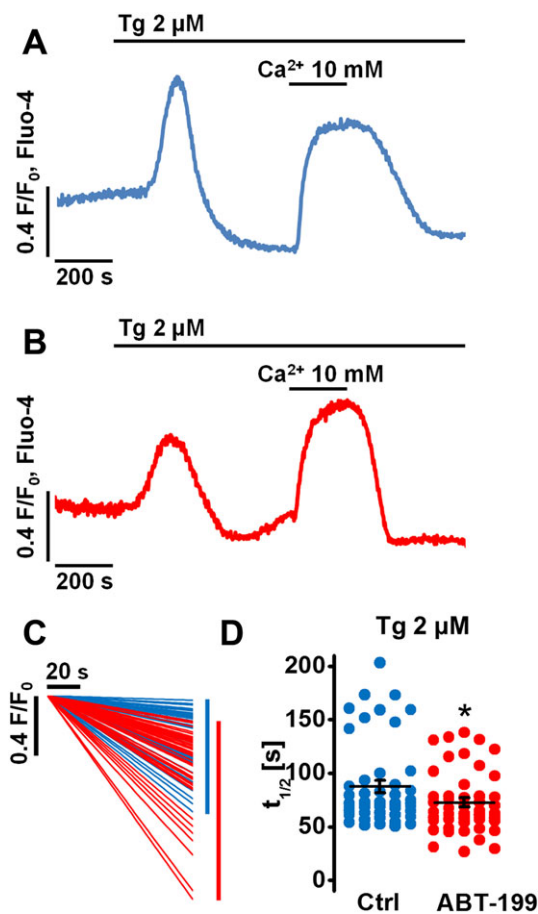 A
Tg 2 µM
Ca²⁺ 10 mM
0.4 F/F₀, Fluo-4
200 s
B
Tg 2 µM
Ca²⁺ 10 mM
0.4 F/F₀, Fluo-4
200 s
C
20 s
0.4 F/F₀
D
Tg 2 µM
t₁/₂ [s]
200
150
100
50
0
*
Ctrl
ABT-199